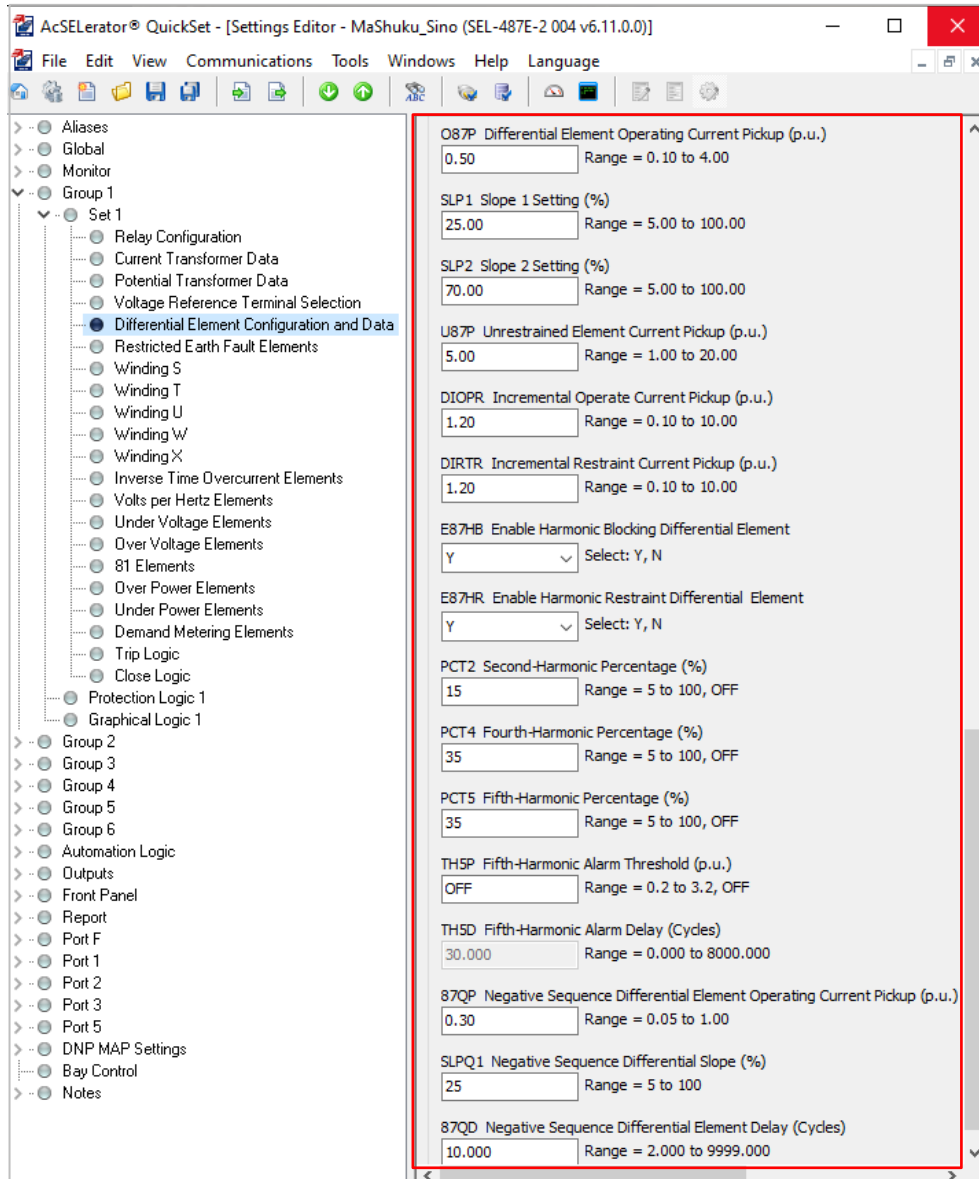 AcSELerator® QuickSet - [Settings Editor - MaShuku_Sino (SEL-487E-2 004 v6.11.0.0)]
File Edit View Communications Tools Windows Help Language
ABC
Aliases
Global
Monitor
Group 1
Set 1
Relay Configuration
Current Transformer Data
Potential Transformer Data
Voltage Reference Terminal Selection
Differential Element Configuration and Data
Restricted Earth Fault Elements
Winding S
Winding T
Winding U
Winding W
Winding X
Inverse Time Overcurrent Elements
Volts per Hertz Elements
Under Voltage Elements
Over Voltage Elements
81 Elements
Over Power Elements
Under Power Elements
Demand Metering Elements
Trip Logic
Close Logic
Protection Logic 1
Graphical Logic 1
Group 2
Group 3
Group 4
Group 5
Group 6
Automation Logic
Outputs
Front Panel
Report
Port F
Port 1
Port 2
Port 3
Port 5
DNP MAP Settings
Bay Control
Notes
O87P Differential Element Operating Current Pickup (p.u.)
0.50 Range = 0.10 to 4.00
SLP1 Slope 1 Setting (%)
25.00 Range = 5.00 to 100.00
SLP2 Slope 2 Setting (%)
70.00 Range = 5.00 to 100.00
U87P Unrestrained Element Current Pickup (p.u.)
5.00 Range = 1.00 to 20.00
DIOPR Incremental Operate Current Pickup (p.u.)
1.20 Range = 0.10 to 10.00
DIRTR Incremental Restraint Current Pickup (p.u.)
1.20 Range = 0.10 to 10.00
E87HB Enable Harmonic Blocking Differential Element
Y Select: Y, N
E87HR Enable Harmonic Restraint Differential Element
Y Select: Y, N
PCT2 Second-Harmonic Percentage (%)
15 Range = 5 to 100, OFF
PCT4 Fourth-Harmonic Percentage (%)
35 Range = 5 to 100, OFF
PCT5 Fifth-Harmonic Percentage (%)
35 Range = 5 to 100, OFF
TH5P Fifth-Harmonic Alarm Threshold (p.u.)
OFF Range = 0.2 to 3.2, OFF
TH5D Fifth-Harmonic Alarm Delay (Cycles)
30.000 Range = 0.000 to 8000.000
87QP Negative Sequence Differential Element Operating Current Pickup (p.u.)
0.30 Range = 0.05 to 1.00
SLPQ1 Negative Sequence Differential Slope (%)
25 Range = 5 to 100
87QD Negative Sequence Differential Element Delay (Cycles)
10.000 Range = 2.000 to 9999.000